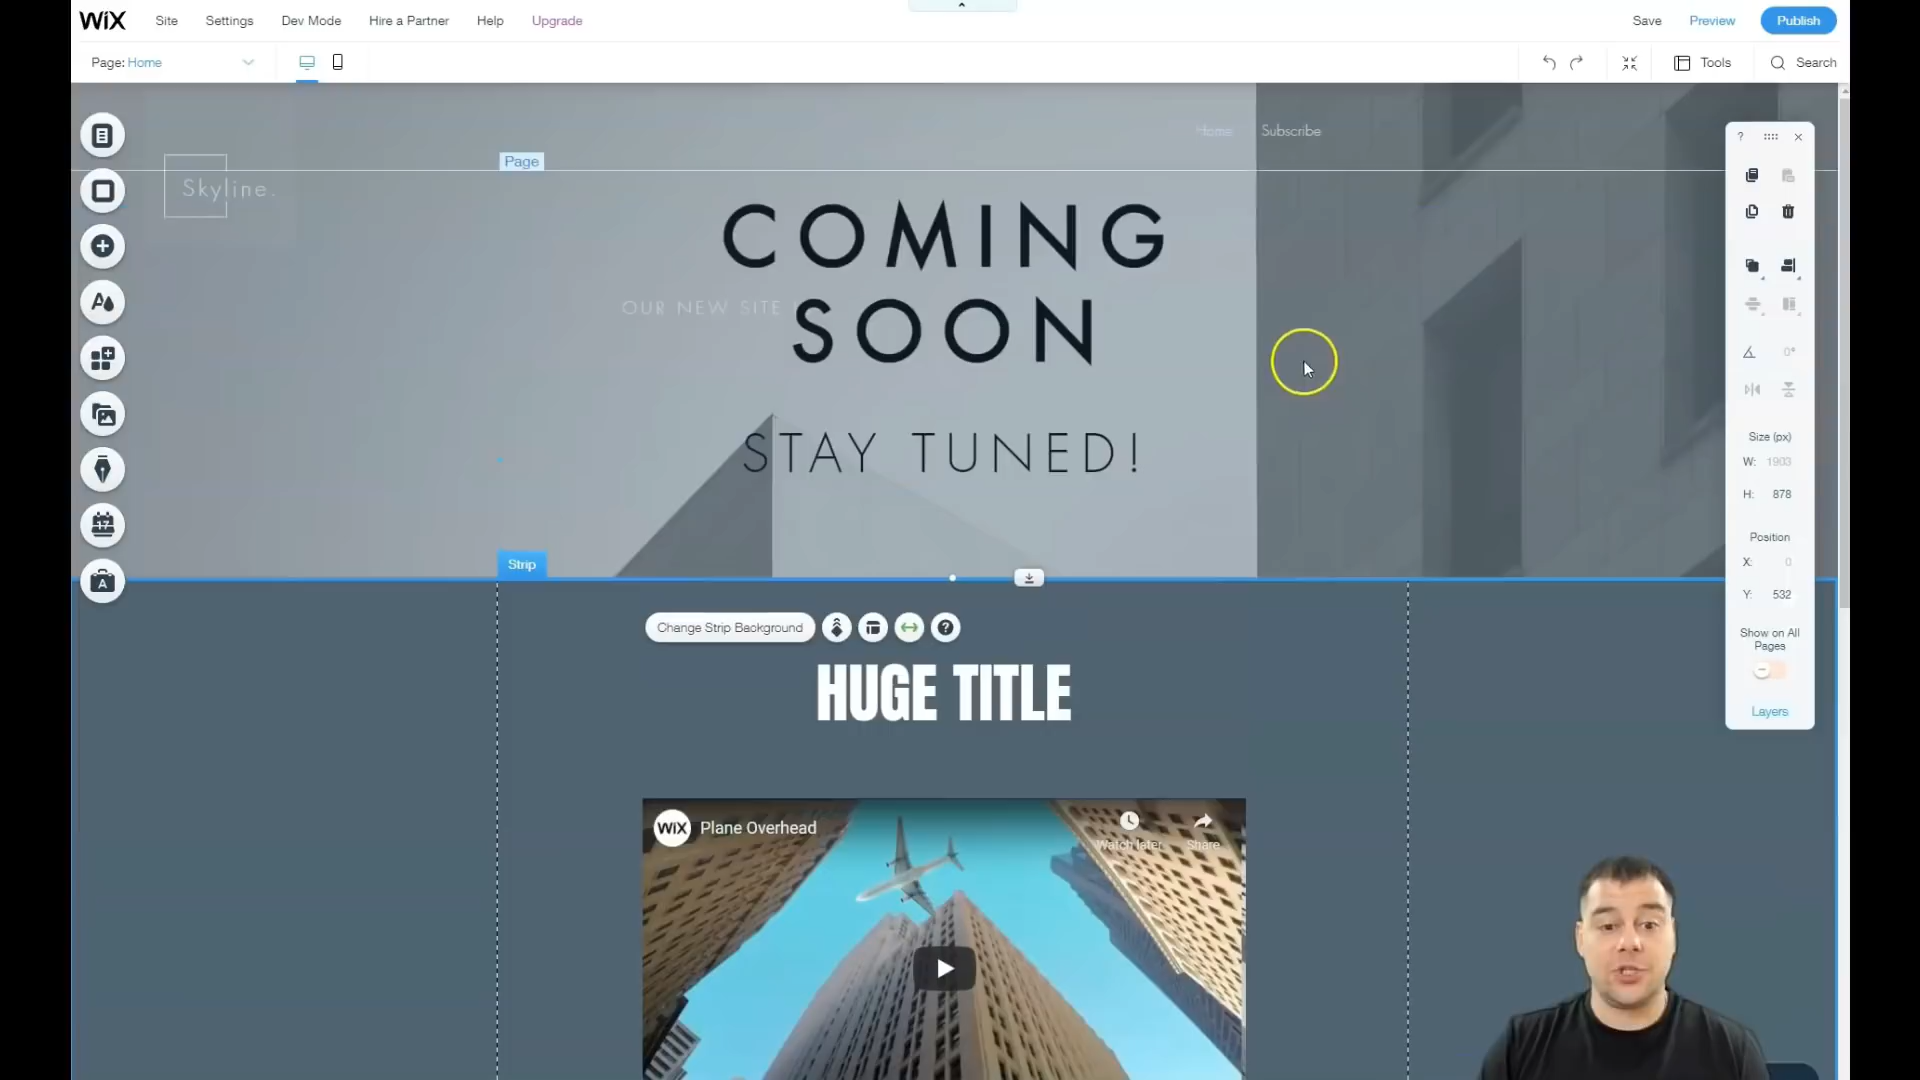 WIX Site Settings Dev Mode Hire a Partner Help Upgrade Save Preview Publish
Page: Home Tools Search
Home Subscribe
Page
Skyline.
COMING
OUR NEW SITE
SOON
STAY TUNED!
Strip
Change Strip Background
HUGE TITLE
WIX Plane Overhead
Watch later Share
17
A
?
0°
Size (px)
W: 1903
H: 878
Position
X: 0
Y: 532
Show on All
Pages
Layers